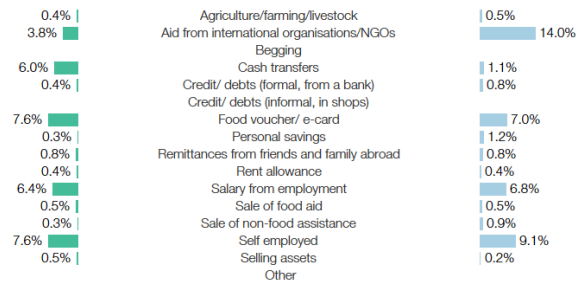 0.4% Agriculture/farming/livestock 0.5%
3.8% Aid from international organisations/NGOs 14.0%
Begging
6.0% Cash transfers 1.1%
0.4% Credit/ debts (formal, from a bank) 0.8%
Credit/ debts (informal, in shops)
7.6% Food voucher/ e-card 7.0%
0.3% Personal savings 1.2%
0.8% Remittances from friends and family abroad 0.8%
0.4% Rent allowance 0.4%
6.4% Salary from employment 6.8%
0.5% Sale of food aid 0.5%
0.3% Sale of non-food assistance 0.9%
7.6% Self employed 9.1%
0.5% Selling assets 0.2%
Other